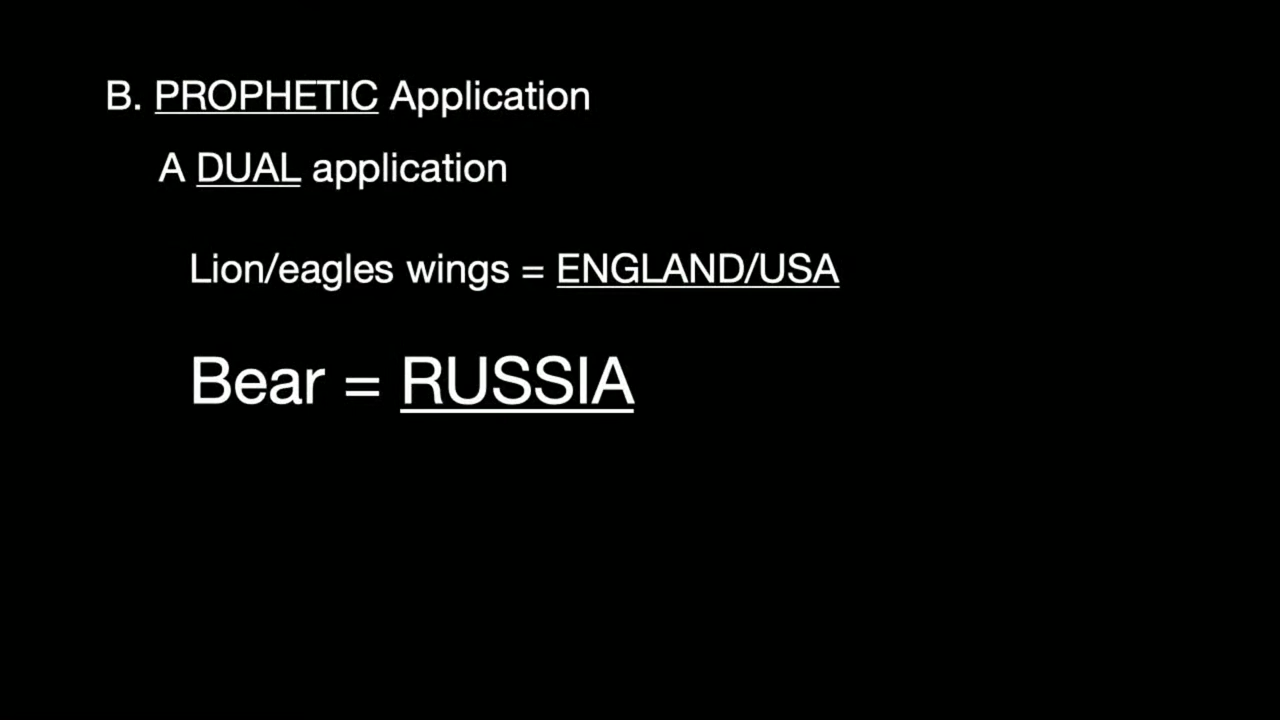 B. PROPHETIC Application
A DUAL application
Lion/eagles wings = ENGLAND/USA
Bear = RUSSIA